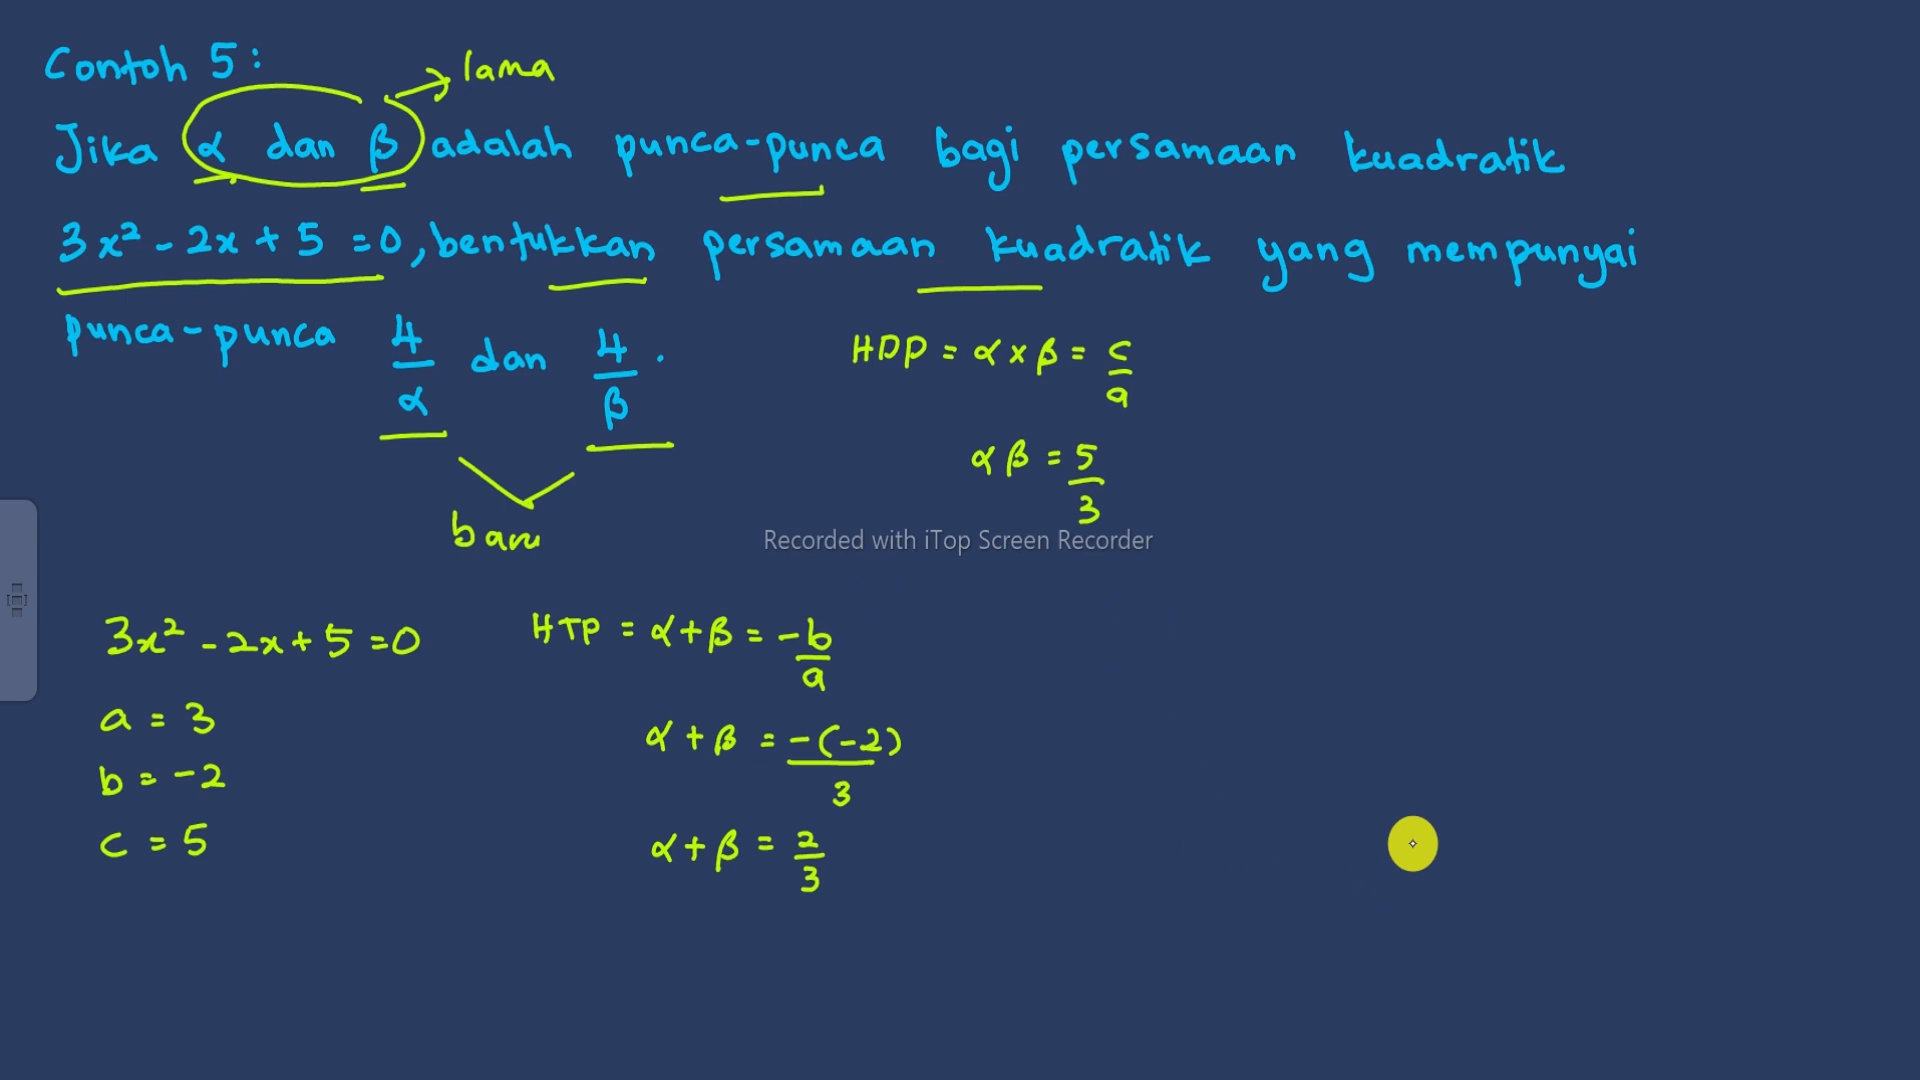 Contoh 5:
lama
Jika α dan β adalah punca-punca bagi persamaan kuadratik
3x² - 2x + 5 = 0, bentukkan persamaan kuadratik yang mempunyai
punca-punca 4/α dan 4/β.
baru
HDP = α × β = c/a
αβ = 5/3
Recorded with iTop Screen Recorder
3x² - 2x + 5 = 0
a = 3
b = -2
c = 5
HTP = α + β = -b/a
α + β = -(-2)/3
α + β = 2/3